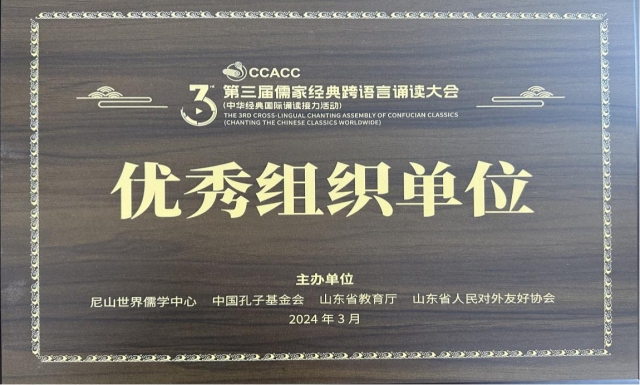 CCACC
3rd
第三届儒家经典跨语言诵读大会
(中华经典国际诵读接力活动)
THE 3RD CROSS-LINGUAL CHANTING ASSEMBLY OF CONFUCIAN CLASSICS
(CHANTING THE CHINESE CLASSICS WORLDWIDE)
优秀组织单位
主办单位
尼山世界儒学中心 中国孔子基金会 山东省教育厅 山东省人民对外友好协会
2024 年 3 月